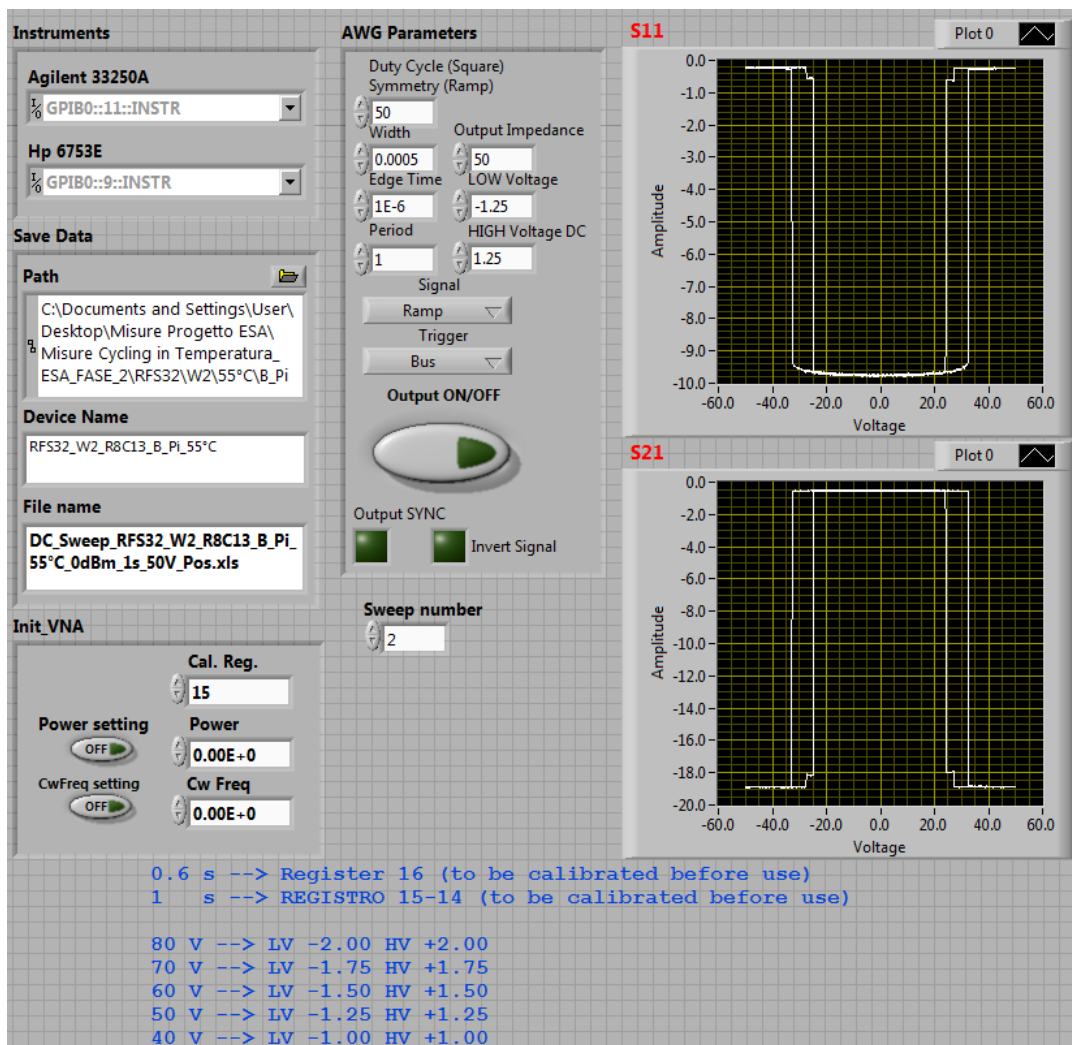 Instruments
Agilent 33250A
GPIB0::11::INSTR
Hp 6753E
GPIB0::9::INSTR
Save Data
Path
C:\Documents and Settings\User\
Desktop\Misure Progetto ESA\
Misure Cycling in Temperatura_
ESA_FASE_2\RFS32\W2\55°C\B_Pi
Device Name
RFS32_W2_R8C13_B_Pi_55°C
File name
DC_Sweep_RFS32_W2_R8C13_B_Pi_
55°C_0dBm_1s_50V_Pos.xls
Init_VNA
Cal. Reg.
15
Power setting
Power
OFF
0.00E+0
CwFreq setting
Cw Freq
OFF
0.00E+0
AWG Parameters
Duty Cycle (Square)
Symmetry (Ramp)
50
Width
Output Impedance
0.0005
50
Edge Time
LOW Voltage
1E-6
-1.25
Period
HIGH Voltage DC
1
1.25
Signal
Ramp
Trigger
Bus
Output ON/OFF
Output SYNC
Invert Signal
Sweep number
2
S11
Plot 0
0.0
-1.0
-2.0
-3.0
-4.0
-5.0
-6.0
-7.0
-8.0
-9.0
-10.0
Amplitude
-60.0 -40.0 -20.0 0.0 20.0 40.0 60.0
Voltage
S21
Plot 0
0.0
-2.0
-4.0
-6.0
-8.0
-10.0
-12.0
-14.0
-16.0
-18.0
-20.0
Amplitude
-60.0 -40.0 -20.0 0.0 20.0 40.0 60.0
Voltage
0.6 s --> Register 16 (to be calibrated before use)
1 s --> REGISTRO 15-14 (to be calibrated before use)
80 V --> LV -2.00 HV +2.00
70 V --> LV -1.75 HV +1.75
60 V --> LV -1.50 HV +1.50
50 V --> LV -1.25 HV +1.25
40 V --> LV -1.00 HV +1.00